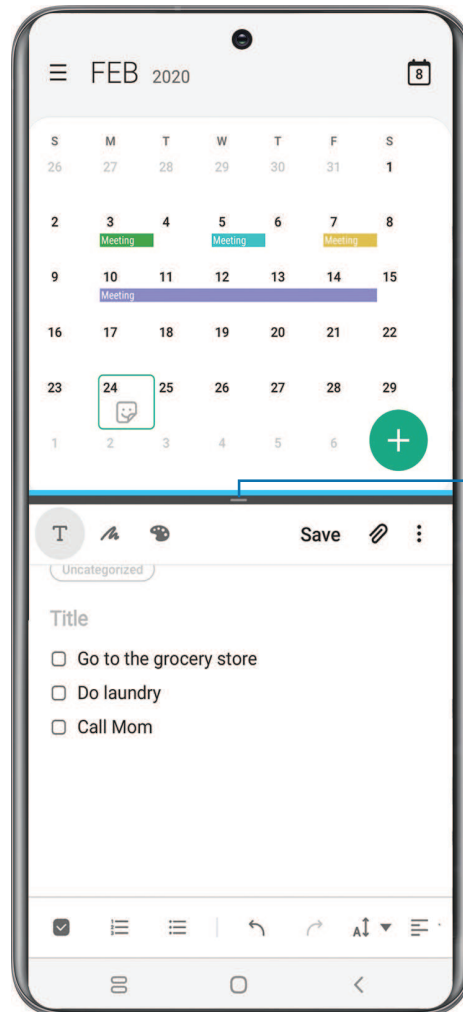 FEB 2020
8
S M T W T F S
26 27 28 29 30 31 1
2 3 4 5 6 7 8
Meeting Meeting Meeting
9 10 11 12 13 14 15
Meeting
16 17 18 19 20 21 22
23 24 25 26 27 28 29
1 2 3 4 5 6
T Save
Uncategorized
Title
Go to the grocery store
Do laundry
Call Mom
A